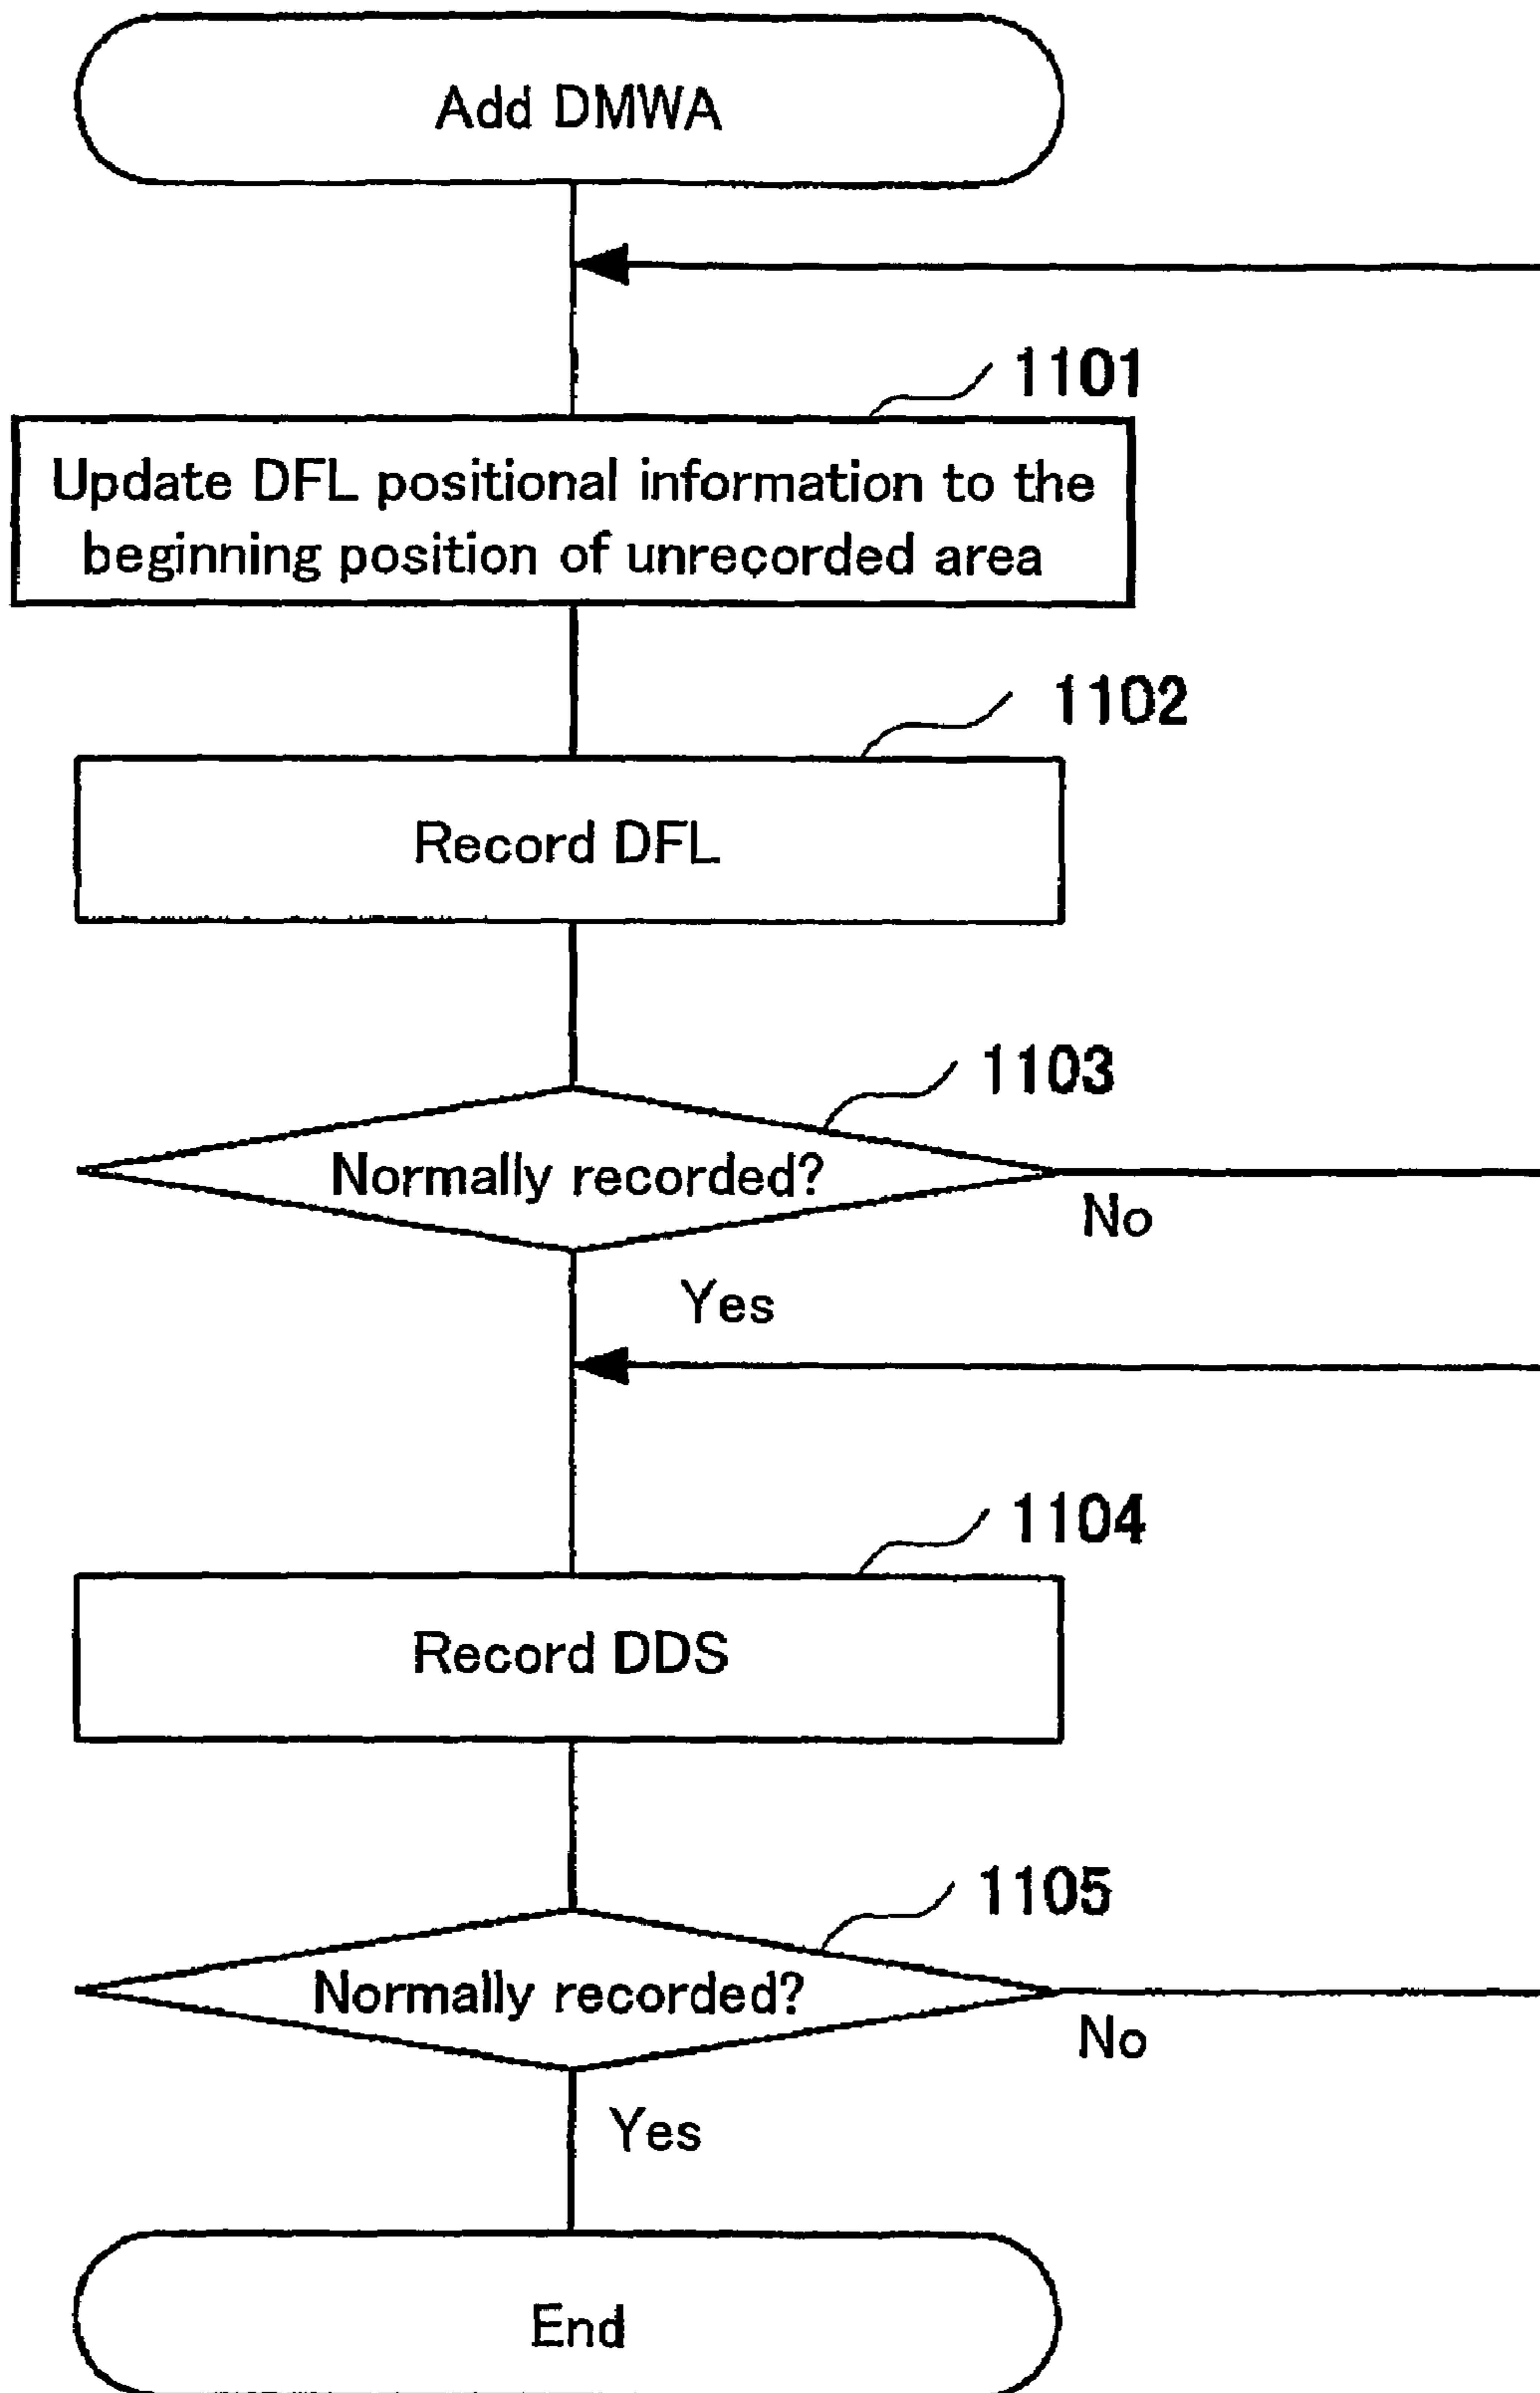 Add DMWA
1101
Update DFL positional information to the
beginning position of unrecorded area
1102
Record DFL
1103
Normally recorded?
No
Yes
1104
Record DDS
1105
Normally recorded?
No
Yes
End